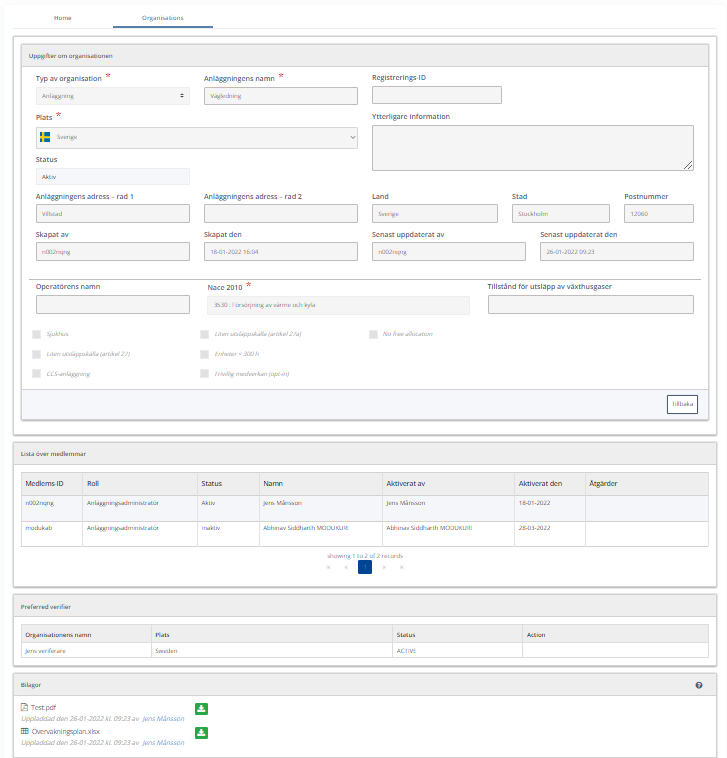 Home Organisations
Uppgifter om organisationen
Typ av organisation * Anläggningens namn * Registrerings-ID
Anläggning Vägledning
Plats * Ytterligare information
Sverige
Status
Aktiv
Anläggningens adress – rad 1 Anläggningens adress – rad 2 Land Stad Postnummer
Villstad Sverige Stockholm 12060
Skapat av Skapat den Senast uppdaterat av Senast uppdaterat den
n002nqng 18-01-2022 16:04 n002nqng 26-01-2022 09:23
Operatörens namn Nace 2010 * Tillstånd för utsläpp av växthusgaser
3530 : Försörjning av värme och kyla
Sjukhus Liten utsläppskälla (artikel 27a) No free allocation
Liten utsläppskälla (artikel 27) Enheter < 300 h
CCS-anläggning Frivillig medverkan (opt-in)
Tillbaka
Lista över medlemmar
Medlems-ID Roll Status Namn Aktiverat av Aktiverat den Åtgärder
n002nqng Anläggningsadministratör Aktiv Jens Månsson Jens Månsson 18-01-2022
modukab Anläggningsadministratör Inaktiv Abhinav Siddharth MODUKURI Abhinav Siddharth MODUKURI 28-03-2022
showing 1 to 2 of 2 records
« ‹ 1 › »
Preferred verifier
Organisationens namn Plats Status Action
Jens verifierare Sweden ACTIVE
Bilagor
Test.pdf
Uppladdad den 26-01-2022 kl. 09:23 av Jens Månsson
Övervakningsplan.xlsx
Uppladdad den 26-01-2022 kl. 09:23 av Jens Månsson